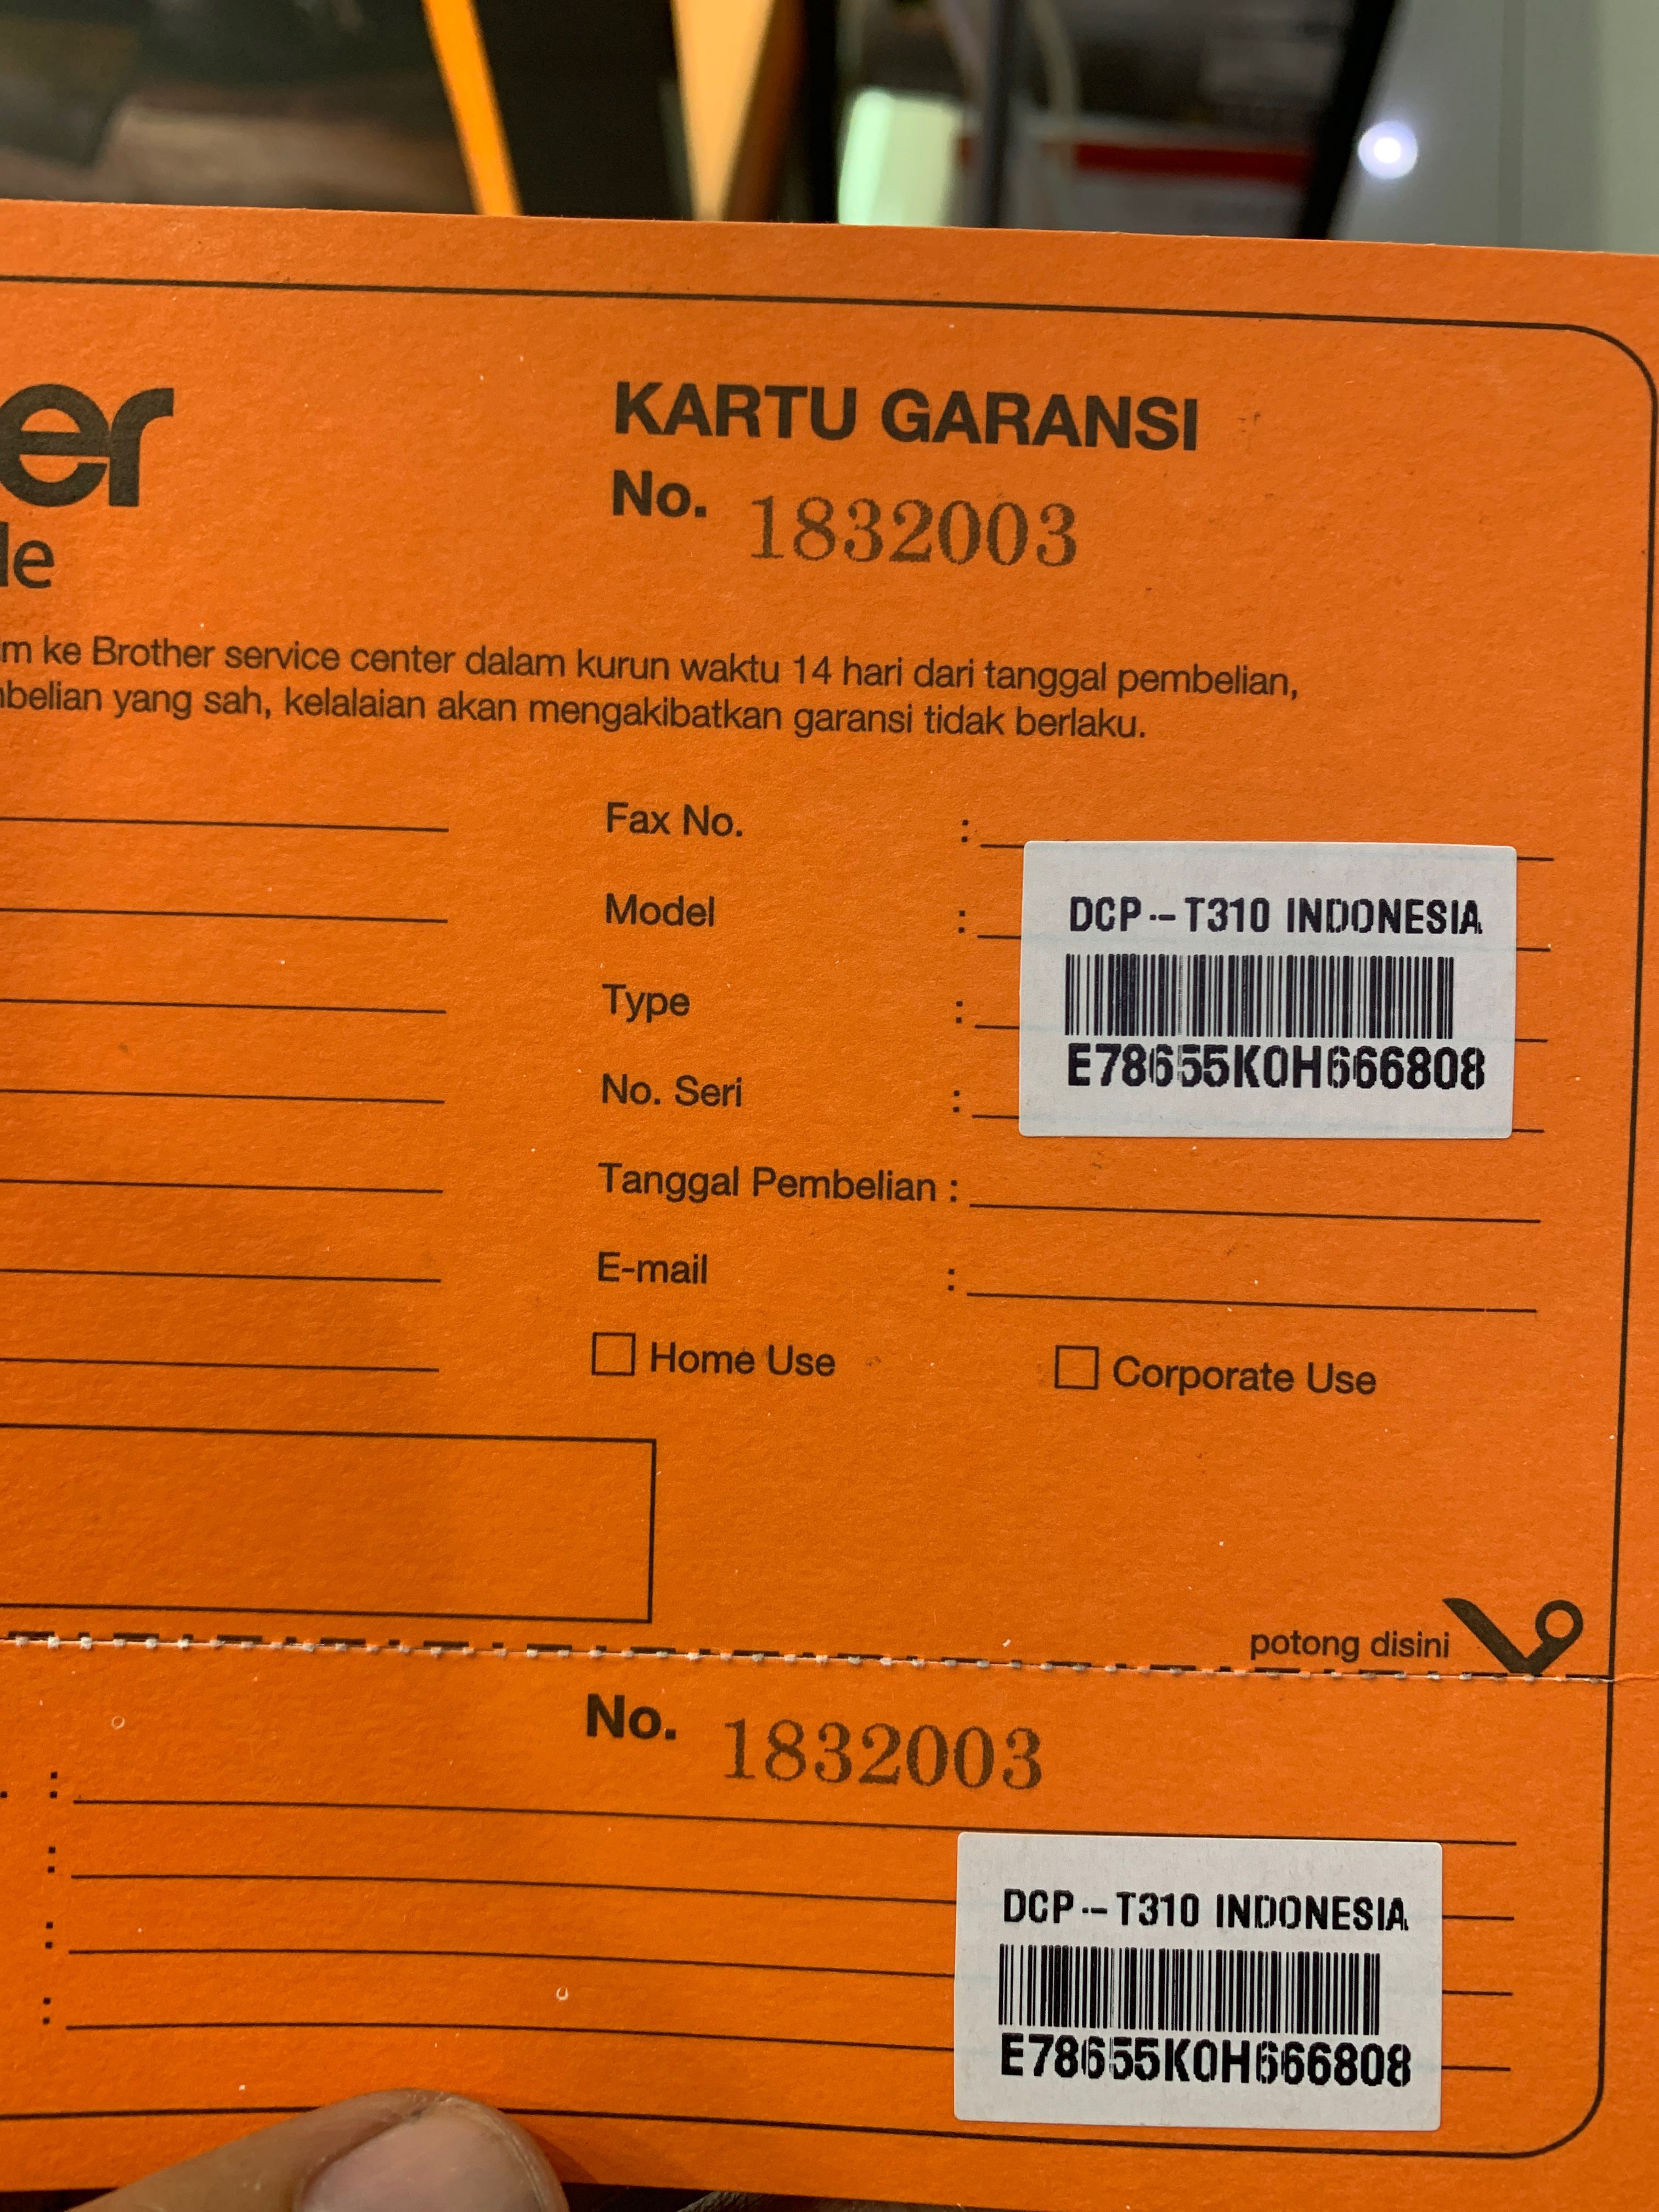 er
KARTU GARANSI
No. 1832003
le
ke Brother service center dalam kurun waktu 14 hari dari tanggal pembelian,
yang sah, kelalaian akan mengakibatkan garansi tidak berlaku.
Fax No. :
Model :
DCP-T310 INDONESIA
Type :
E78655K0H666808
No. Seri :
Tanggal Pembelian :
E-mail :
Home Use
Corporate Use
potong disini
No. 1832003
:
:
:
:
DCP-T310 INDONESIA
E78655K0H666808